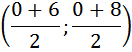 (0 + 6 / 2 ; 0 + 8 / 2)